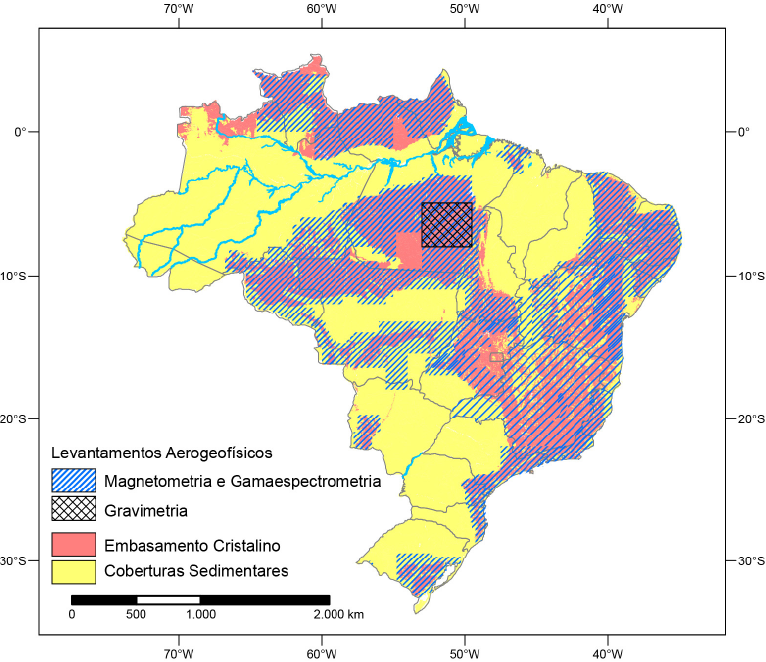 70°W 60°W 50°W 40°W
0° 0°
10°S 10°S
20°S 20°S
Levantamentos Aerogeofísicos
Magnetometria e Gamaespectrometria
Gravimetria
Embasamento Cristalino
30°S 30°S
Coberturas Sedimentares
0 500 1.000 2.000 km
70°W 60°W 50°W 40°W